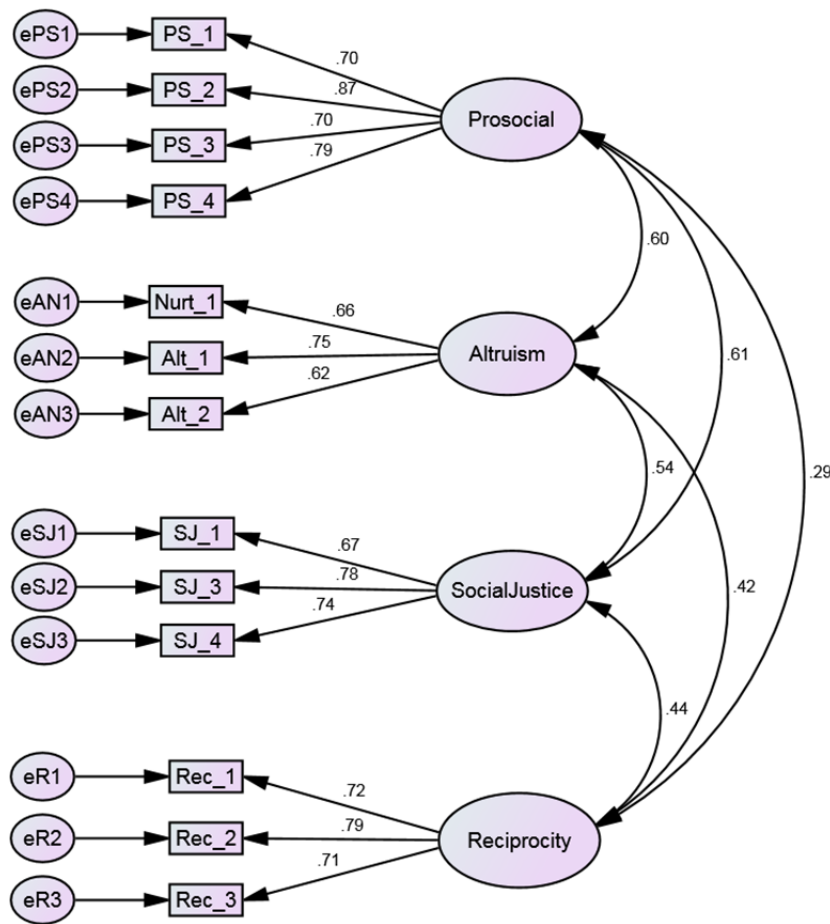 ePS1 PS_1
.70
ePS2 PS_2
.87
Prosocial
ePS3 PS_3
.70
ePS4 PS_4
.79
.60
eAN1 Nurt_1
.66
eAN2 Alt_1
.75
Altruism
.61
eAN3 Alt_2
.62
.54
.29
eSJ1 SJ_1
.67
eSJ2 SJ_3
.78
SocialJustice
.42
eSJ3 SJ_4
.74
.44
eR1 Rec_1
.72
eR2 Rec_2
.79
Reciprocity
eR3 Rec_3
.71